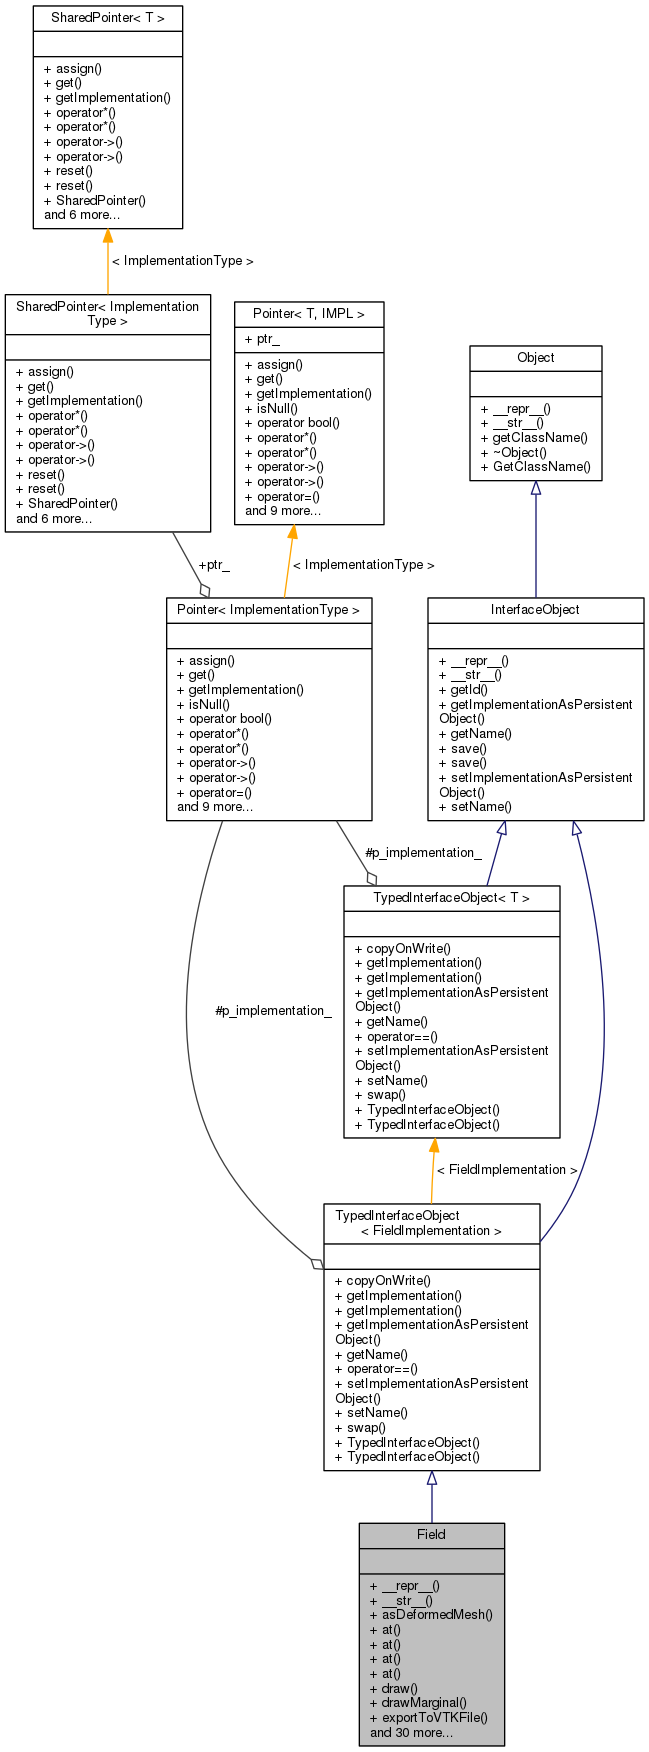 SharedPointer< T >
+ assign()
+ get()
+ getImplementation()
+ operator*()
+ operator*()
+ operator->()
+ operator->()
+ reset()
+ reset()
+ SharedPointer()
and 6 more...
< ImplementationType >
SharedPointer< Implementation
Type >
+ assign()
+ get()
+ getImplementation()
+ operator*()
+ operator*()
+ operator->()
+ operator->()
+ reset()
+ reset()
+ SharedPointer()
and 6 more...
Pointer< T, IMPL >
+ ptr_
+ assign()
+ get()
+ getImplementation()
+ isNull()
+ operator bool()
+ operator*()
+ operator*()
+ operator->()
+ operator->()
+ operator=()
and 9 more...
Object
+ __repr__()
+ __str__()
+ getClassName()
+ ~Object()
+ GetClassName()
+ptr_
< ImplementationType >
Pointer< ImplementationType >
+ assign()
+ get()
+ getImplementation()
+ isNull()
+ operator bool()
+ operator*()
+ operator*()
+ operator->()
+ operator->()
+ operator=()
and 9 more...
InterfaceObject
+ __repr__()
+ __str__()
+ getId()
+ getImplementationAsPersistent
Object()
+ getName()
+ save()
+ save()
+ setImplementationAsPersistent
Object()
+ setName()
#p_implementation_
TypedInterfaceObject< T >
+ copyOnWrite()
+ getImplementation()
+ getImplementation()
+ getImplementationAsPersistent
Object()
+ getName()
+ operator==()
+ setImplementationAsPersistent
Object()
+ setName()
+ swap()
+ TypedInterfaceObject()
+ TypedInterfaceObject()
#p_implementation_
< FieldImplementation >
TypedInterfaceObject
< FieldImplementation >
+ copyOnWrite()
+ getImplementation()
+ getImplementation()
+ getImplementationAsPersistent
Object()
+ getName()
+ operator==()
+ setImplementationAsPersistent
Object()
+ setName()
+ swap()
+ TypedInterfaceObject()
+ TypedInterfaceObject()
Field
+ __repr__()
+ __str__()
+ asDeformedMesh()
+ at()
+ at()
+ at()
+ at()
+ draw()
+ drawMarginal()
+ exportToVTKFile()
and 30 more...